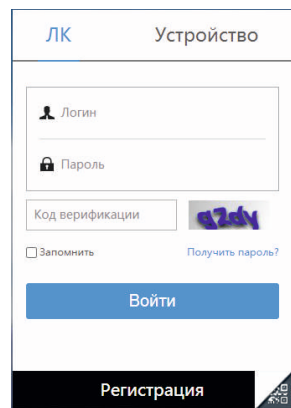 ЛК Устройство
Логин
Пароль
Код верификации
Запомнить Получить пароль?
Войти
Регистрация